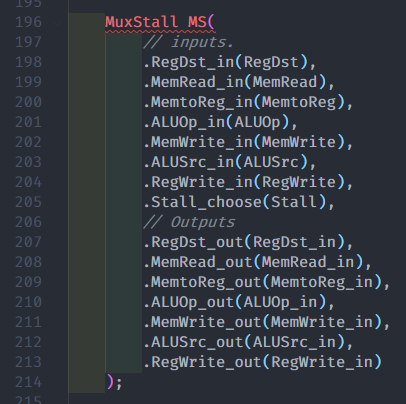 195
196 MuxStall MS(
197 // inputs.
198 .RegDst_in(RegDst),
199 .MemRead_in(MemRead),
200 .MemtoReg_in(MemtoReg),
201 .ALUOp_in(ALUOp),
202 .MemWrite_in(MemWrite),
203 .ALUSrc_in(ALUSrc),
204 .RegWrite_in(RegWrite),
205 .Stall_choose(Stall),
206 // Outputs
207 .RegDst_out(RegDst_in),
208 .MemRead_out(MemRead_in),
209 .MemtoReg_out(MemtoReg_in),
210 .ALUOp_out(ALUOp_in),
211 .MemWrite_out(MemWrite_in),
212 .ALUSrc_out(ALUSrc_in),
213 .RegWrite_out(RegWrite_in)
214 );
215